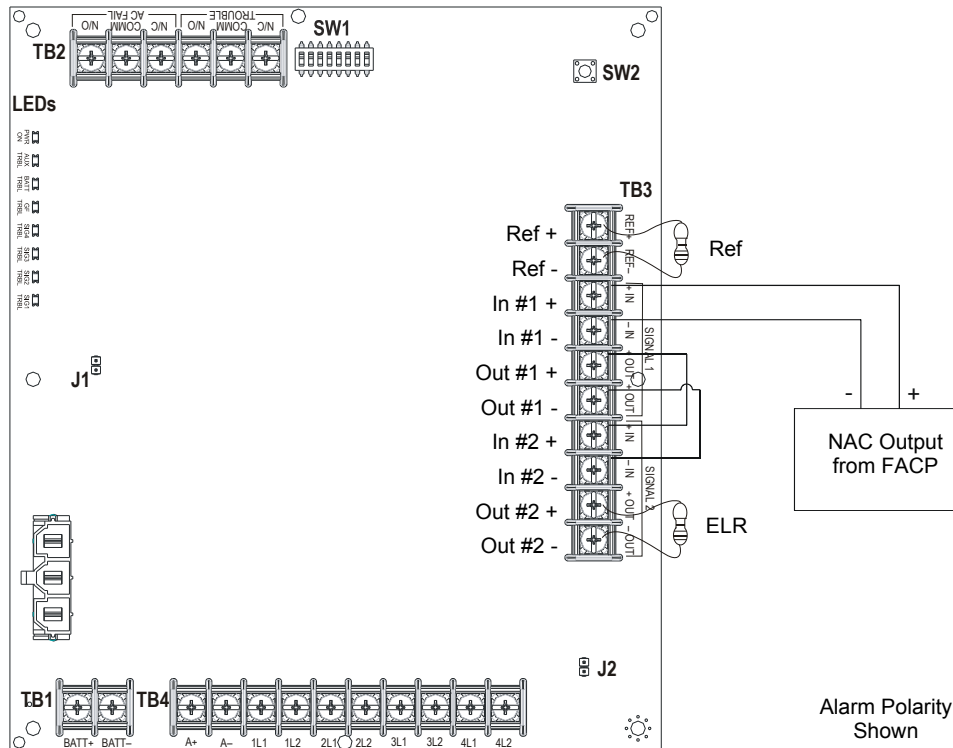 N/O COMM N/C N/O COMM N/C
AC FAIL TROUBLE
TB2
SW1
SW2
LEDs
PWR ON
AUX TRBL
BATT TRBL
GF TRBL
SIG4 TRBL
SIG3 TRBL
SIG2 TRBL
SIG1 TRBL
TB3
Ref +
Ref -
In #1 +
In #1 -
Out #1 +
Out #1 -
In #2 +
In #2 -
Out #2 +
Out #2 -
REF+
REF-
+ IN
- IN
+ OUT
+ OUT
SIGNAL 1
+ IN
- IN
+ OUT
- OUT
SIGNAL 2
Ref
ELR
- +
NAC Output
from FACP
J1
J2
TB1
BATT+ BATT–
TB4
A+ A– 1L1 1L2 2L1 2L2 3L1 3L2 4L1 4L2
Alarm Polarity
Shown